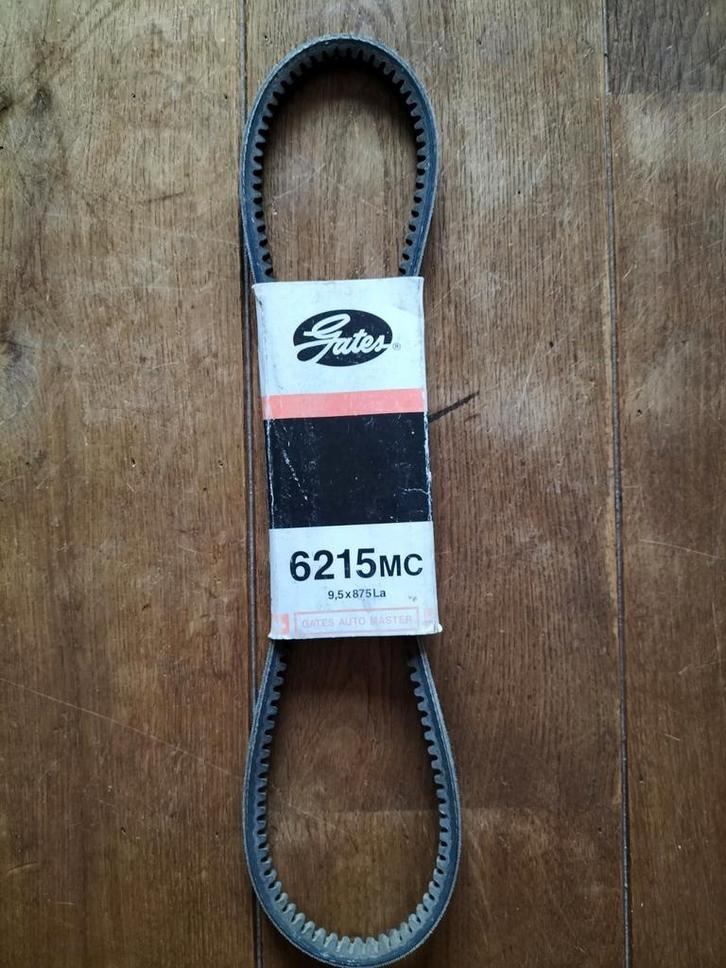 Gates®
6215MC
9,5x875La
GATES AUTO MASTER